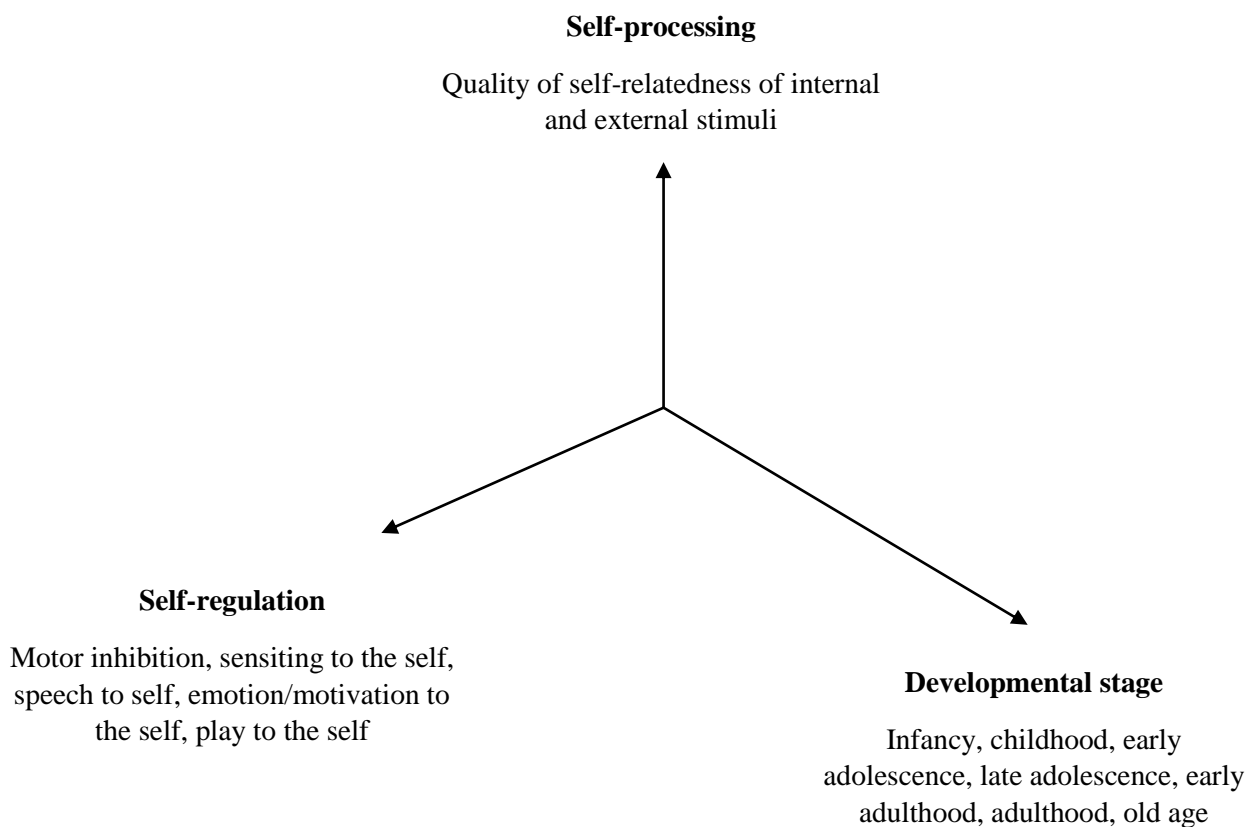 Self-processing
Quality of self-relatedness of internal
and external stimuli
Self-regulation
Motor inhibition, sensiting to the self,
speech to self, emotion/motivation to
the self, play to the self
Developmental stage
Infancy, childhood, early
adolescence, late adolescence, early
adulthood, adulthood, old age